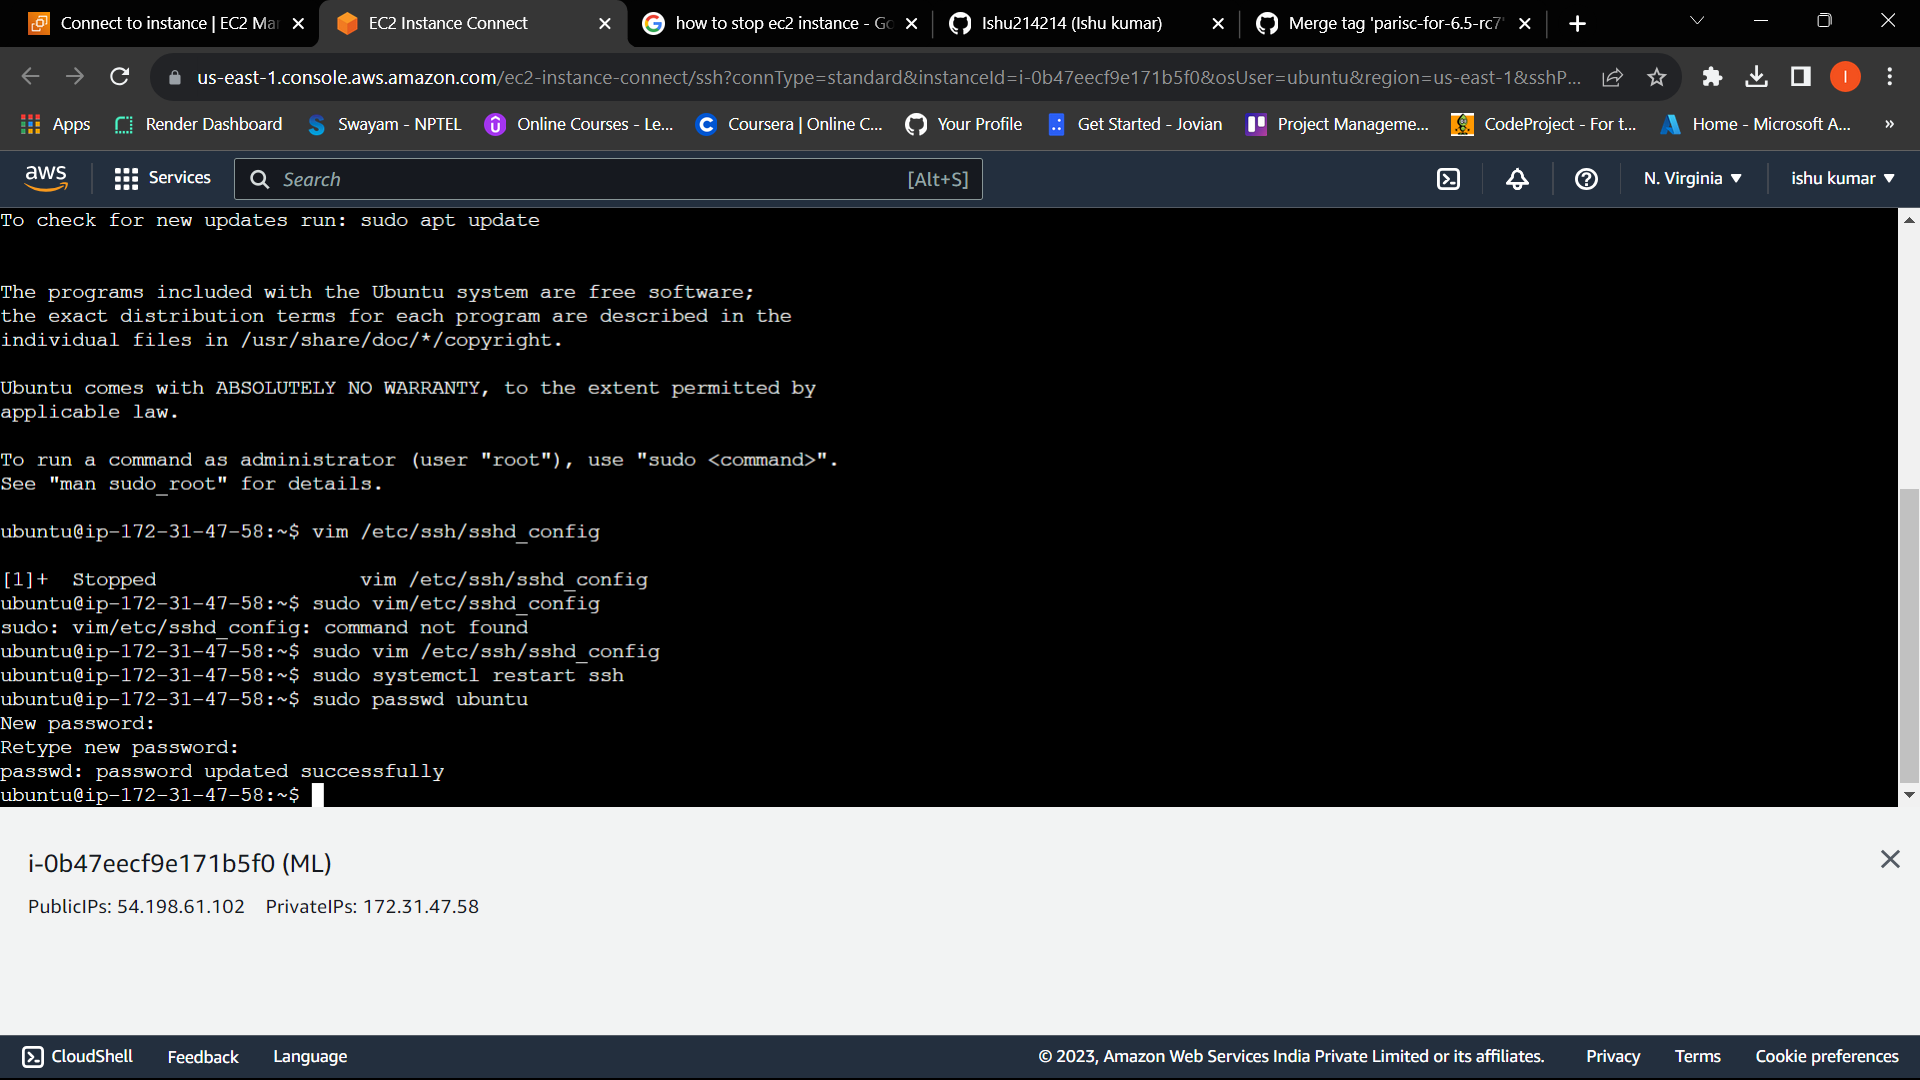 Connect to instance | EC2 Ma
EC2 Instance Connect
how to stop ec2 instance - Go
Ishu214214 (Ishu kumar)
Merge tag 'parisc-for-6.5-rc7'
us-east-1.console.aws.amazon.com/ec2-instance-connect/ssh?connType=standard&instanceId=i-0b47eecf9e171b5f0&osUser=ubuntu&region=us-east-1&sshP...
I
Apps
Render Dashboard
Swayam - NPTEL
Online Courses - Le...
Coursera | Online C...
Your Profile
Get Started - Jovian
Project Manageme...
CodeProject - For t...
Home - Microsoft A...
»
aws
Services
Search
[Alt+S]
N. Virginia
ishu kumar
To check for new updates run: sudo apt update
The programs included with the Ubuntu system are free software;
the exact distribution terms for each program are described in the
individual files in /usr/share/doc/*/copyright.
Ubuntu comes with ABSOLUTELY NO WARRANTY, to the extent permitted by
applicable law.
To run a command as administrator (user "root"), use "sudo <command>".
See "man sudo_root" for details.
ubuntu@ip-172-31-47-58:~$ vim /etc/ssh/sshd_config
[1]+  Stopped                 vim /etc/ssh/sshd_config
ubuntu@ip-172-31-47-58:~$ sudo vim/etc/sshd_config
sudo: vim/etc/sshd_config: command not found
ubuntu@ip-172-31-47-58:~$ sudo vim /etc/ssh/sshd_config
ubuntu@ip-172-31-47-58:~$ sudo systemctl restart ssh
ubuntu@ip-172-31-47-58:~$ sudo passwd ubuntu
New password:
Retype new password:
passwd: password updated successfully
ubuntu@ip-172-31-47-58:~$
i-0b47eecf9e171b5f0 (ML)
PublicIPs: 54.198.61.102 PrivateIPs: 172.31.47.58
CloudShell
Feedback
Language
© 2023, Amazon Web Services India Private Limited or its affiliates.
Privacy
Terms
Cookie preferences